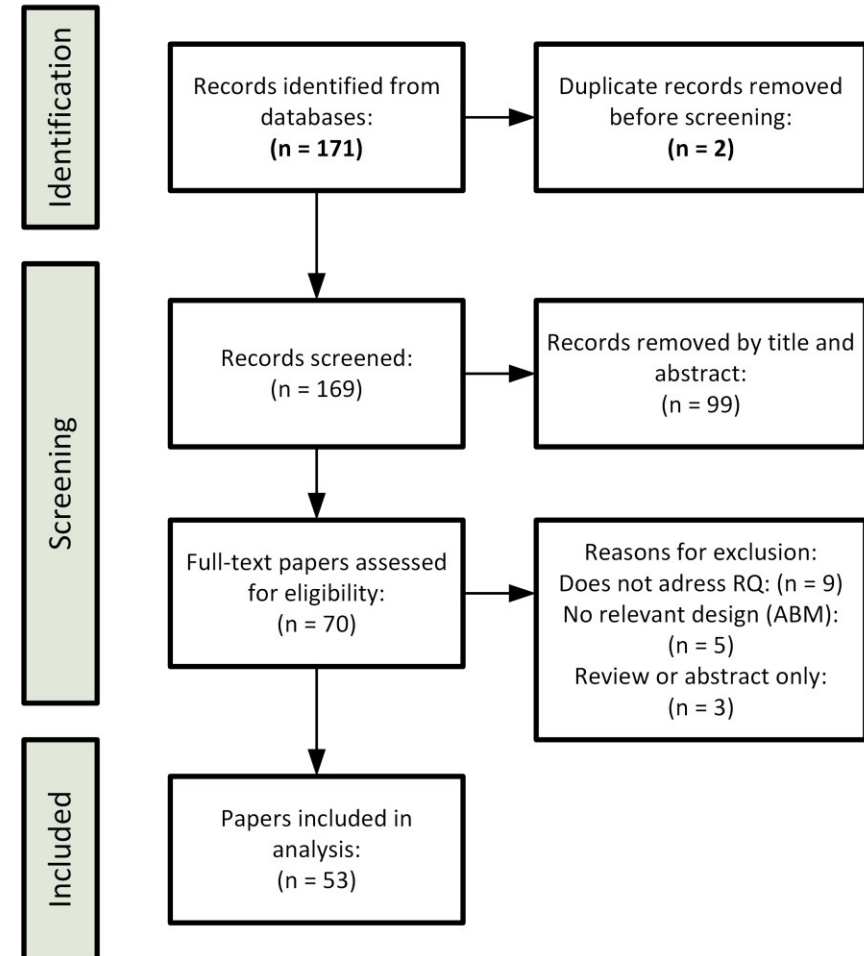 Identification
Records identified from
databases:
(n = 171)
Duplicate records removed
before screening:
(n = 2)
Screening
Records screened:
(n = 169)
Records removed by title and
abstract:
(n = 99)
Full-text papers assessed
for eligibility:
(n = 70)
Reasons for exclusion:
Does not adress RQ: (n = 9)
No relevant design (ABM):
(n = 5)
Review or abstract only:
(n = 3)
Included
Papers included in
analysis:
(n = 53)